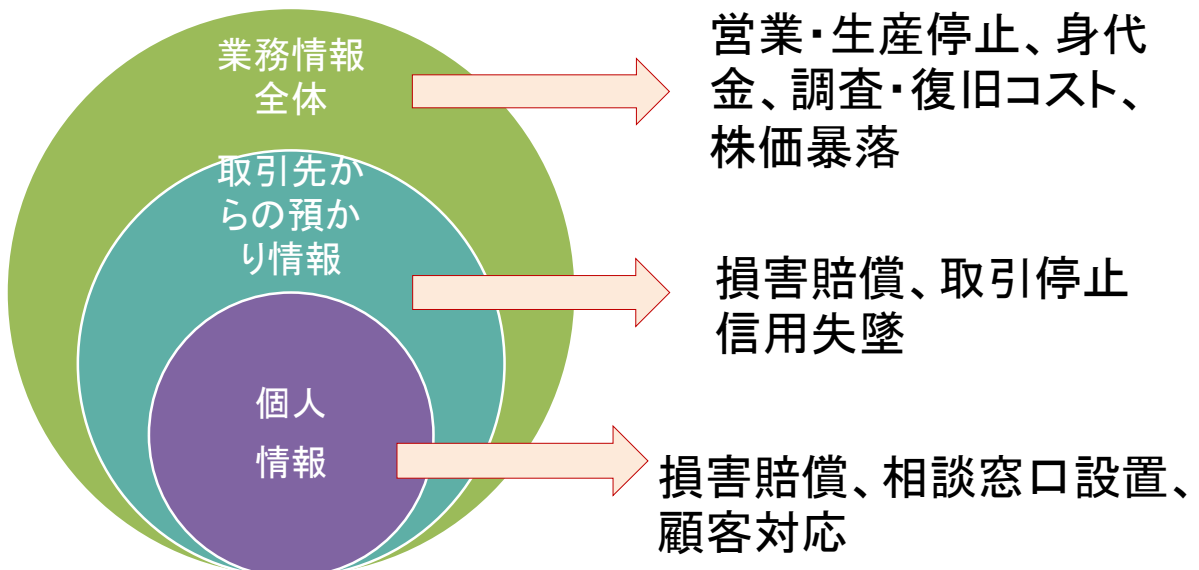 業務情報
全体
営業・生産停止、身代
金、調査・復旧コスト、
株価暴落
取引先か
らの預か
り情報
損害賠償、取引停止
信用失墜
個人
情報
損害賠償、相談窓口設置、
顧客対応